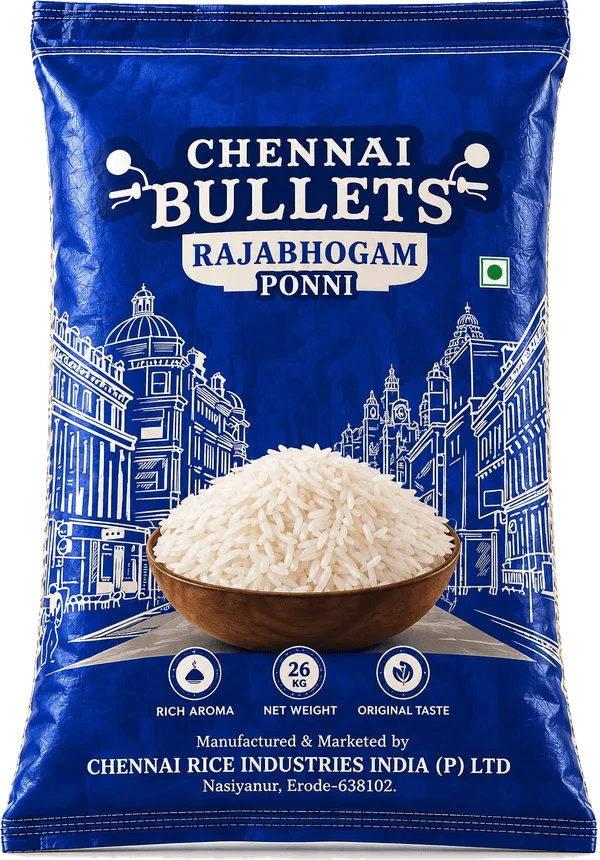 CHENNAI
BULLETS
RAJABHOGAM
PONNI
26
KG
RICH AROMA
NET WEIGHT
ORIGINAL TASTE
Manufactured & Marketed by
CHENNAI RICE INDUSTRIES INDIA (P) LTD
Nasiyanur, Erode-638102.